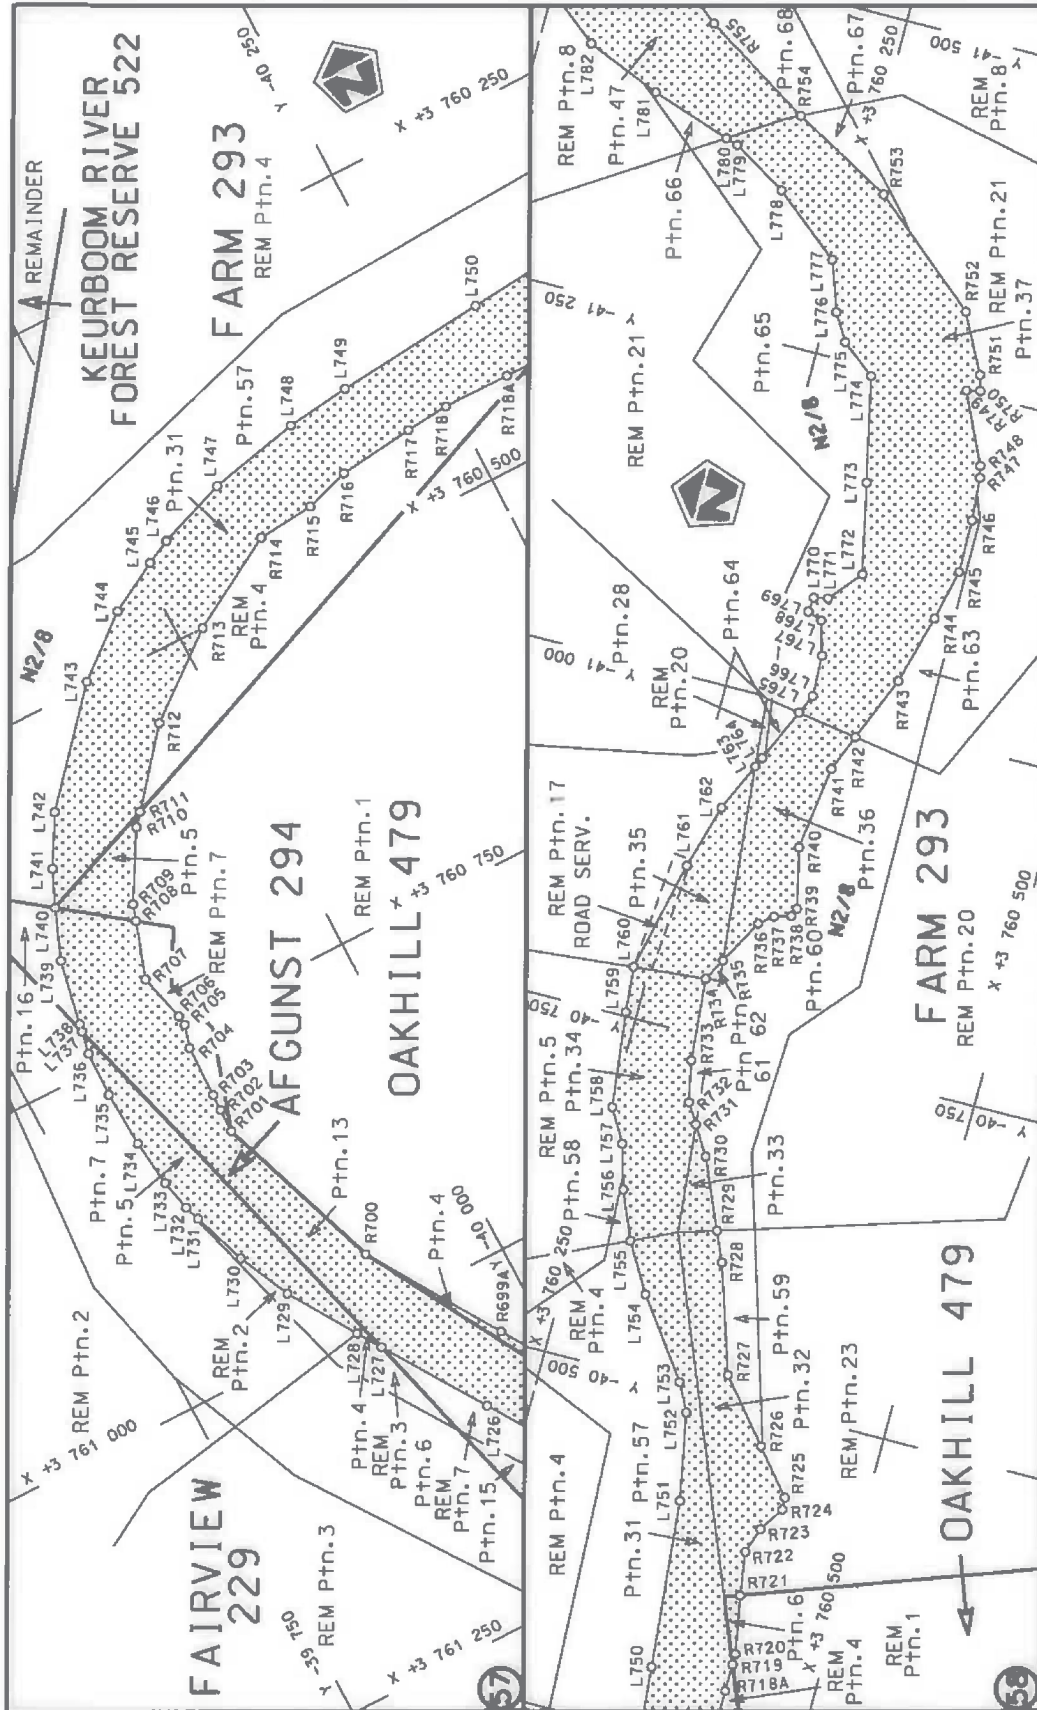 FAIRVIEW
229
REM Ptn.3
X +3 761 250
Y -39 750
57
X +3 761 000
REM Ptn.2
REM
Ptn.2
Ptn.4
REM
Ptn.3
Ptn.6
REM
Ptn.7
Ptn.15
L726
L727
L728
L729
L730
L731
L732
L733
L734
L735
L736
L737
L738
L739
L740
L741
L742
L743
L744
L745
L746
L747
L748
L749
L750
Ptn.5
Ptn.7
Ptn.16
N2/8
Ptn.31
Ptn.57
REMAINDER
KEURBOOM RIVER
FOREST RESERVE 522
FARM 293
REM Ptn.4
Y -40 250
X +3 760 250
R699A
Y -40 000
Ptn.4
R700
Ptn.13
R701
R702
R703
R704
R705
R706
R707
R708
R709
R710
R711
R712
R713
R714
R715
R716
R717
R718
R718A
REM Ptn.7
Ptn.5
REM
Ptn.4
AFGUNST 294
OAKHILL 479
REM Ptn.1
X +3 760 750
X +3 760 500
58
L750
L751
L752
L753
L754
L755
L756
L757
L758
L759
L760
L761
L762
L763
L764
L765
L766
L767
L768
L769
L770
L771
L772
L773
L774
L775
L776
L777
L778
L779
L780
L781
L782
REM Ptn.4
Ptn.31
Ptn.57
Y -40 500
REM
Ptn.4
X +3 760 250
Ptn.58
REM Ptn.5
Ptn.34
Y -40 750
REM Ptn.17
ROAD SERV.
Ptn.35
REM
Ptn.20
Ptn.28
Ptn.64
Y -41 000
REM Ptn.21
N2/8
Ptn.65
Y -41 250
Ptn.66
REM Ptn.8
Ptn.47
Ptn.68
Ptn.67
X +3 760 250
Y -41 500
REM
Ptn.8
R718A
R719
R720
R721
R722
R723
R724
R725
R726
R727
R728
R729
R730
R731
R732
R733
R734A
R735
R736
R737
R738
R739
R740
R741
R742
R743
R744
R745
R746
R747
R748
R749
R750
R751
R752
R753
R754
R755
REM
Ptn.4
Ptn.6
X +3 760 500
REM
Ptn.1
OAKHILL 479
REM Ptn.23
Ptn.32
Ptn.59
Ptn.33
Ptn
61
Ptn
62
Ptn.60
N2/8
Ptn.36
FARM 293
REM Ptn.20
Y -40 750
X +3 760 500
Ptn.63
REM Ptn.21
Ptn.37